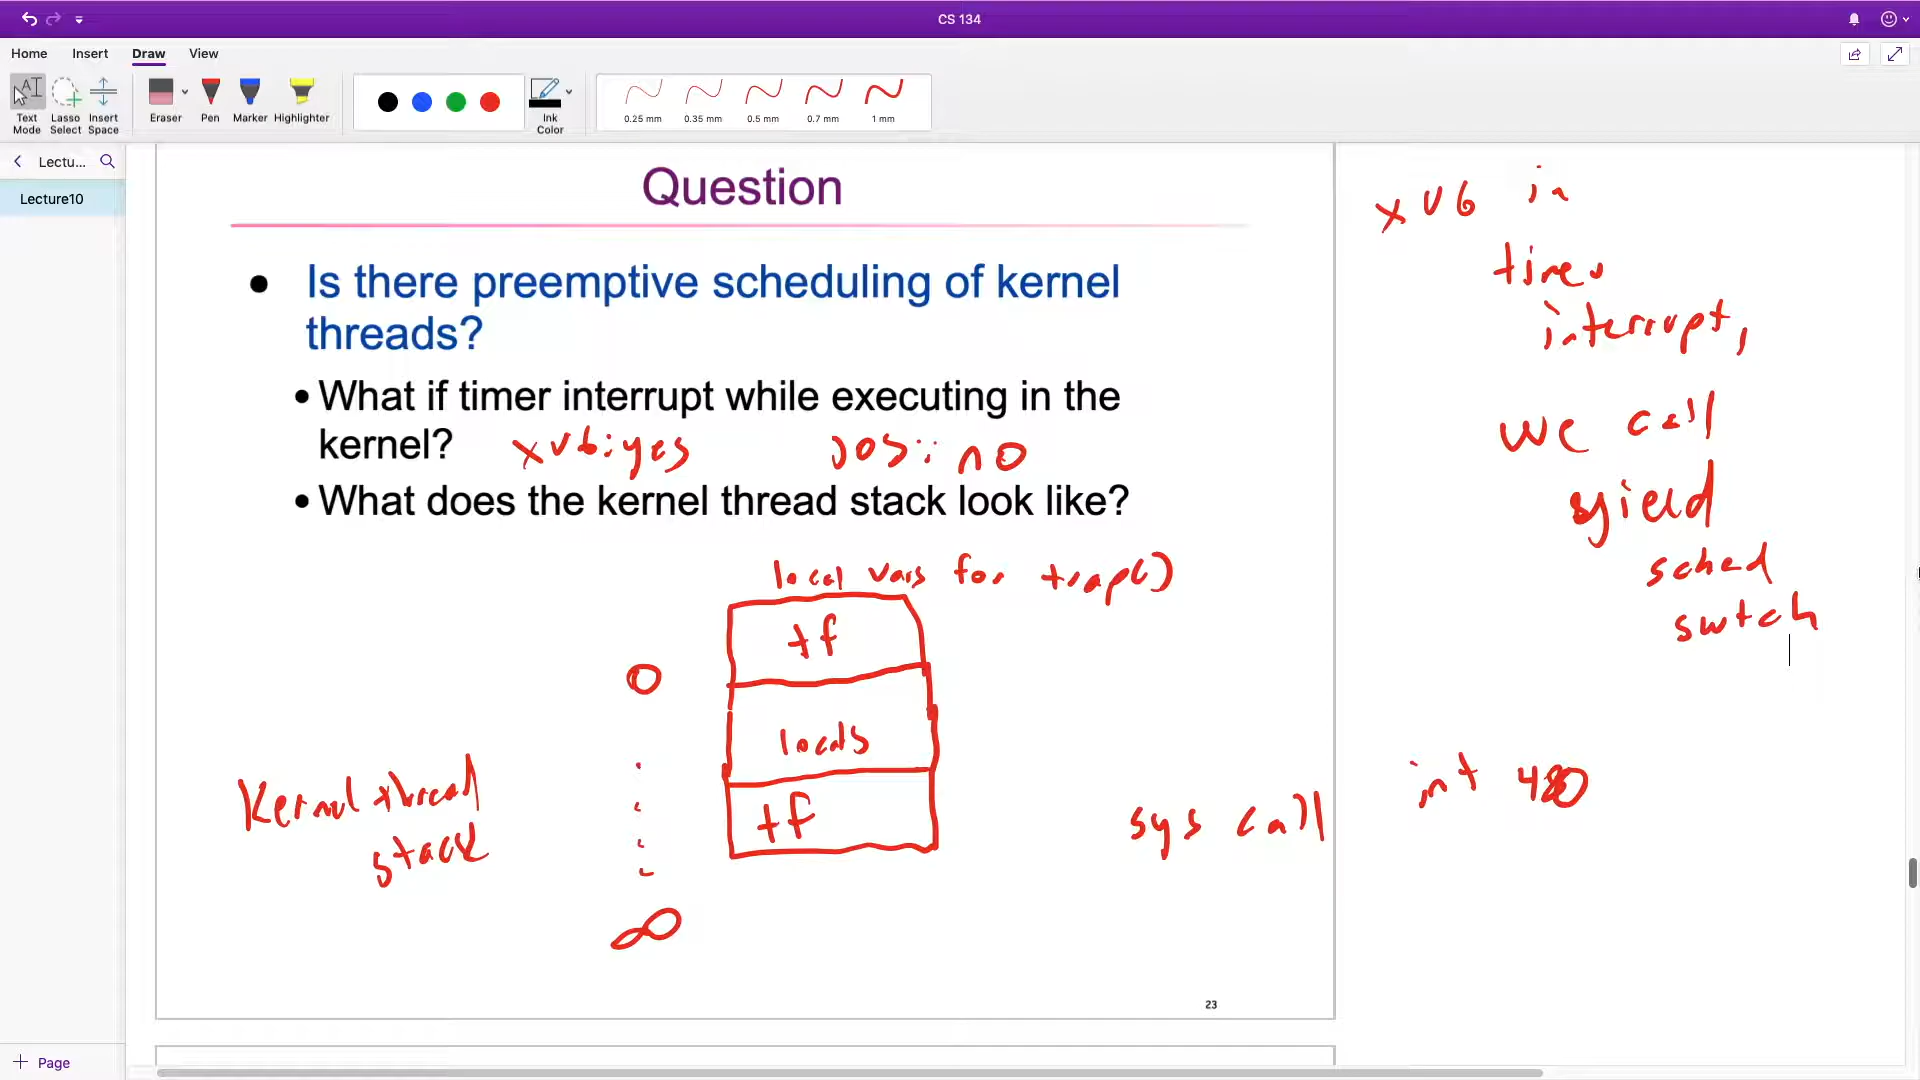 CS 134
Home Insert Draw View
Text Mode
Lasso Select
Insert Space
Eraser
Pen
Marker
Highlighter
Ink Color
0.25 mm
0.35 mm
0.5 mm
0.7 mm
1 mm
Lectu...
Lecture10
Question
Is there preemptive scheduling of kernel
threads?
• What if timer interrupt while executing in the
kernel? xv6: yes JOS: no
• What does the kernel thread stack look like?
local vars for trap()
tf
0
locals
tf
Kernel thread
stack
∞
sys call
xv6 in
timer
interrupt,
we call
yield
sched
swtch
int
23
+ Page